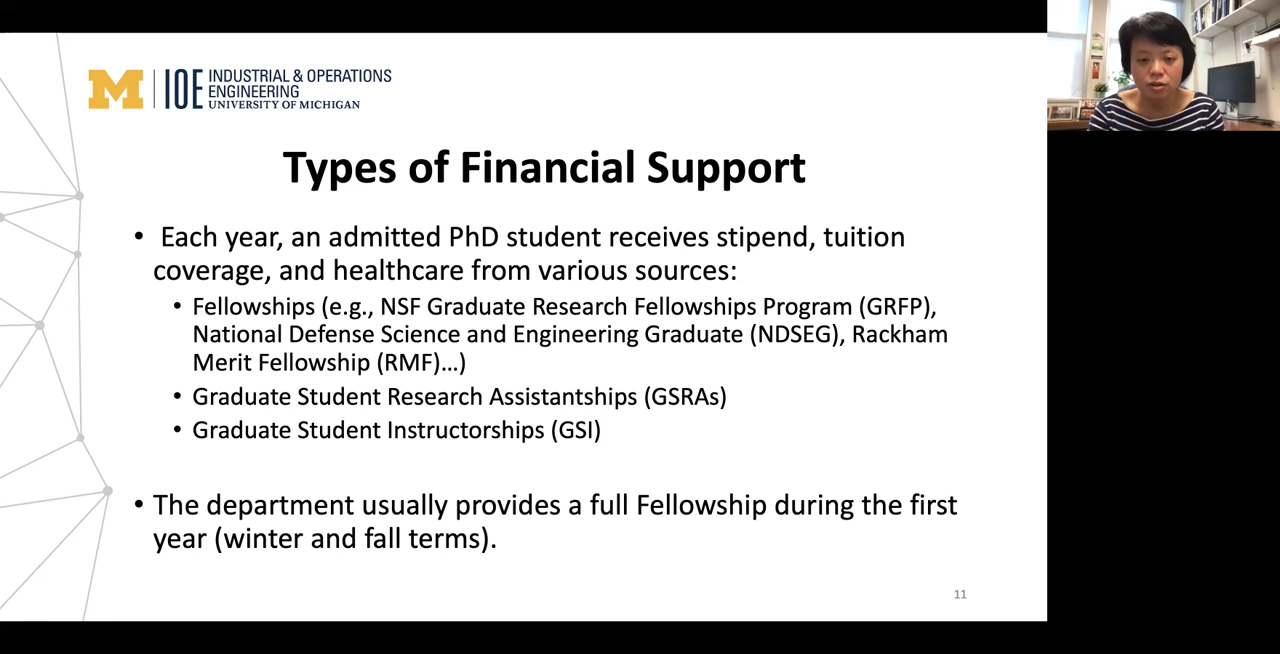 M
IOE
INDUSTRIAL & OPERATIONS
ENGINEERING
UNIVERSITY OF MICHIGAN
Types of Financial Support
• Each year, an admitted PhD student receives stipend, tuition
coverage, and healthcare from various sources:
• Fellowships (e.g., NSF Graduate Research Fellowships Program (GRFP),
National Defense Science and Engineering Graduate (NDSEG), Rackham
Merit Fellowship (RMF)...)
• Graduate Student Research Assistantships (GSRAs)
• Graduate Student Instructorships (GSI)
• The department usually provides a full Fellowship during the first
year (winter and fall terms).
11